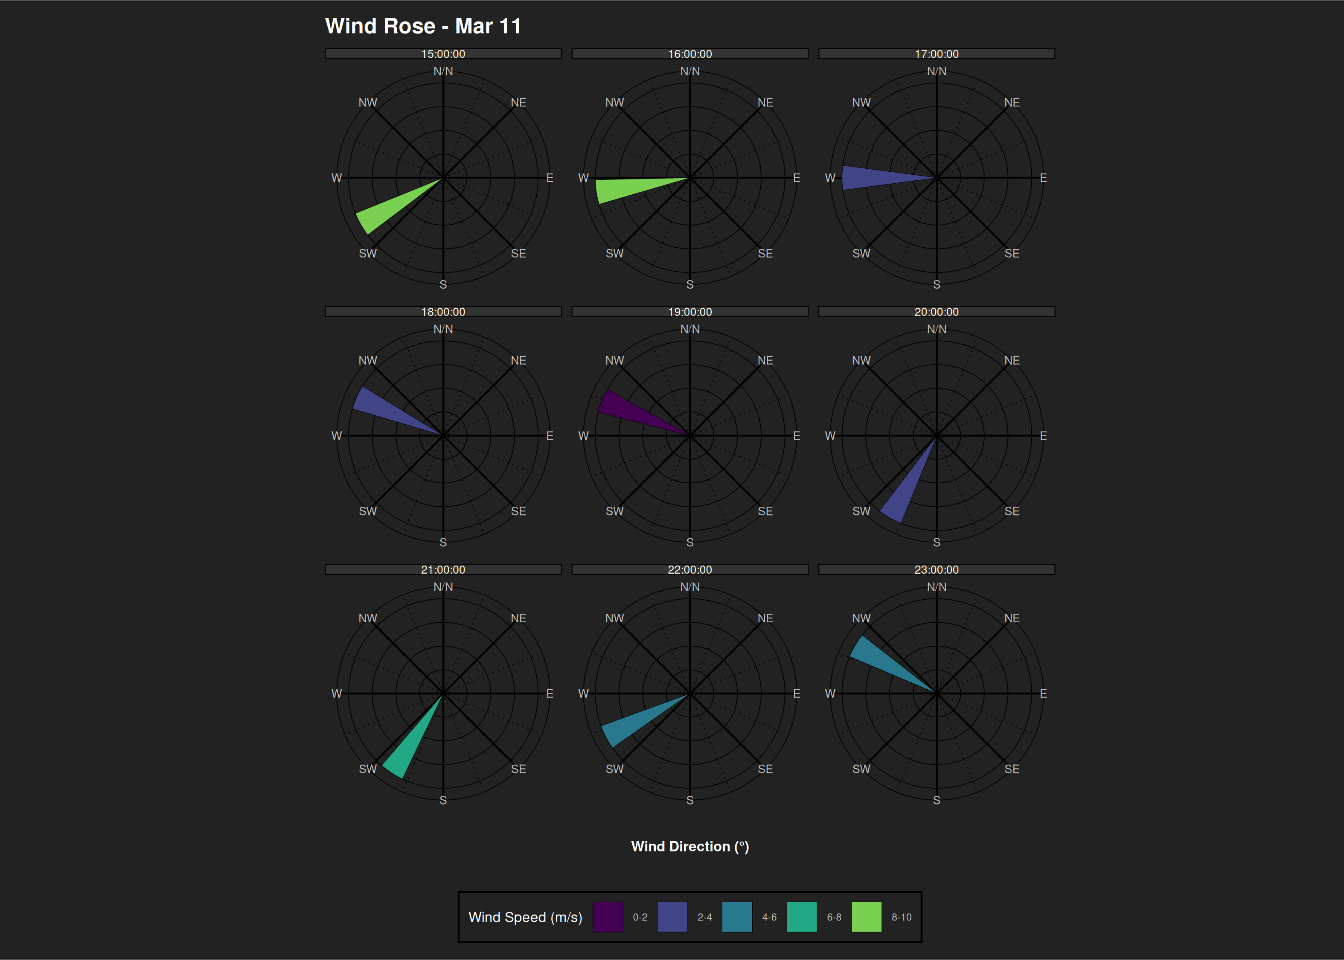 Wind Rose - Mar 11
15:00:00 16:00:00 17:00:00
N/N N/N N/N
NW NE NW NE NW NE
W E W E W E
SW SE SW SE SW SE
S S S
18:00:00 19:00:00 20:00:00
N/N N/N N/N
NW NE NW NE NW NE
W E W E W E
SW SE SW SE SW SE
S S S
21:00:00 22:00:00 23:00:00
N/N N/N N/N
NW NE NW NE NW NE
W E W E W E
SW SE SW SE SW SE
S S S
Wind Direction (°)
Wind Speed (m/s) 0-2 2-4 4-6 6-8 8-10